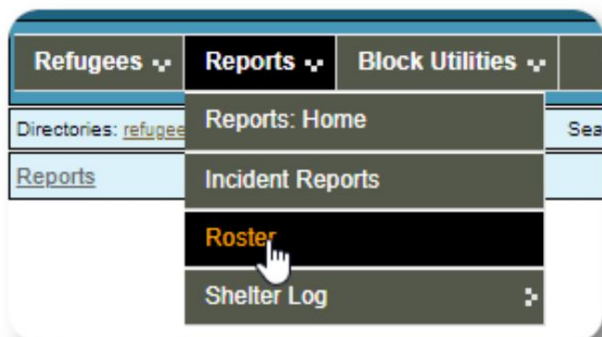 Refugees Reports Block Utilities
Reports: Home
Directories: refugee Sea
Incident Reports
Reports
Roster
Shelter Log